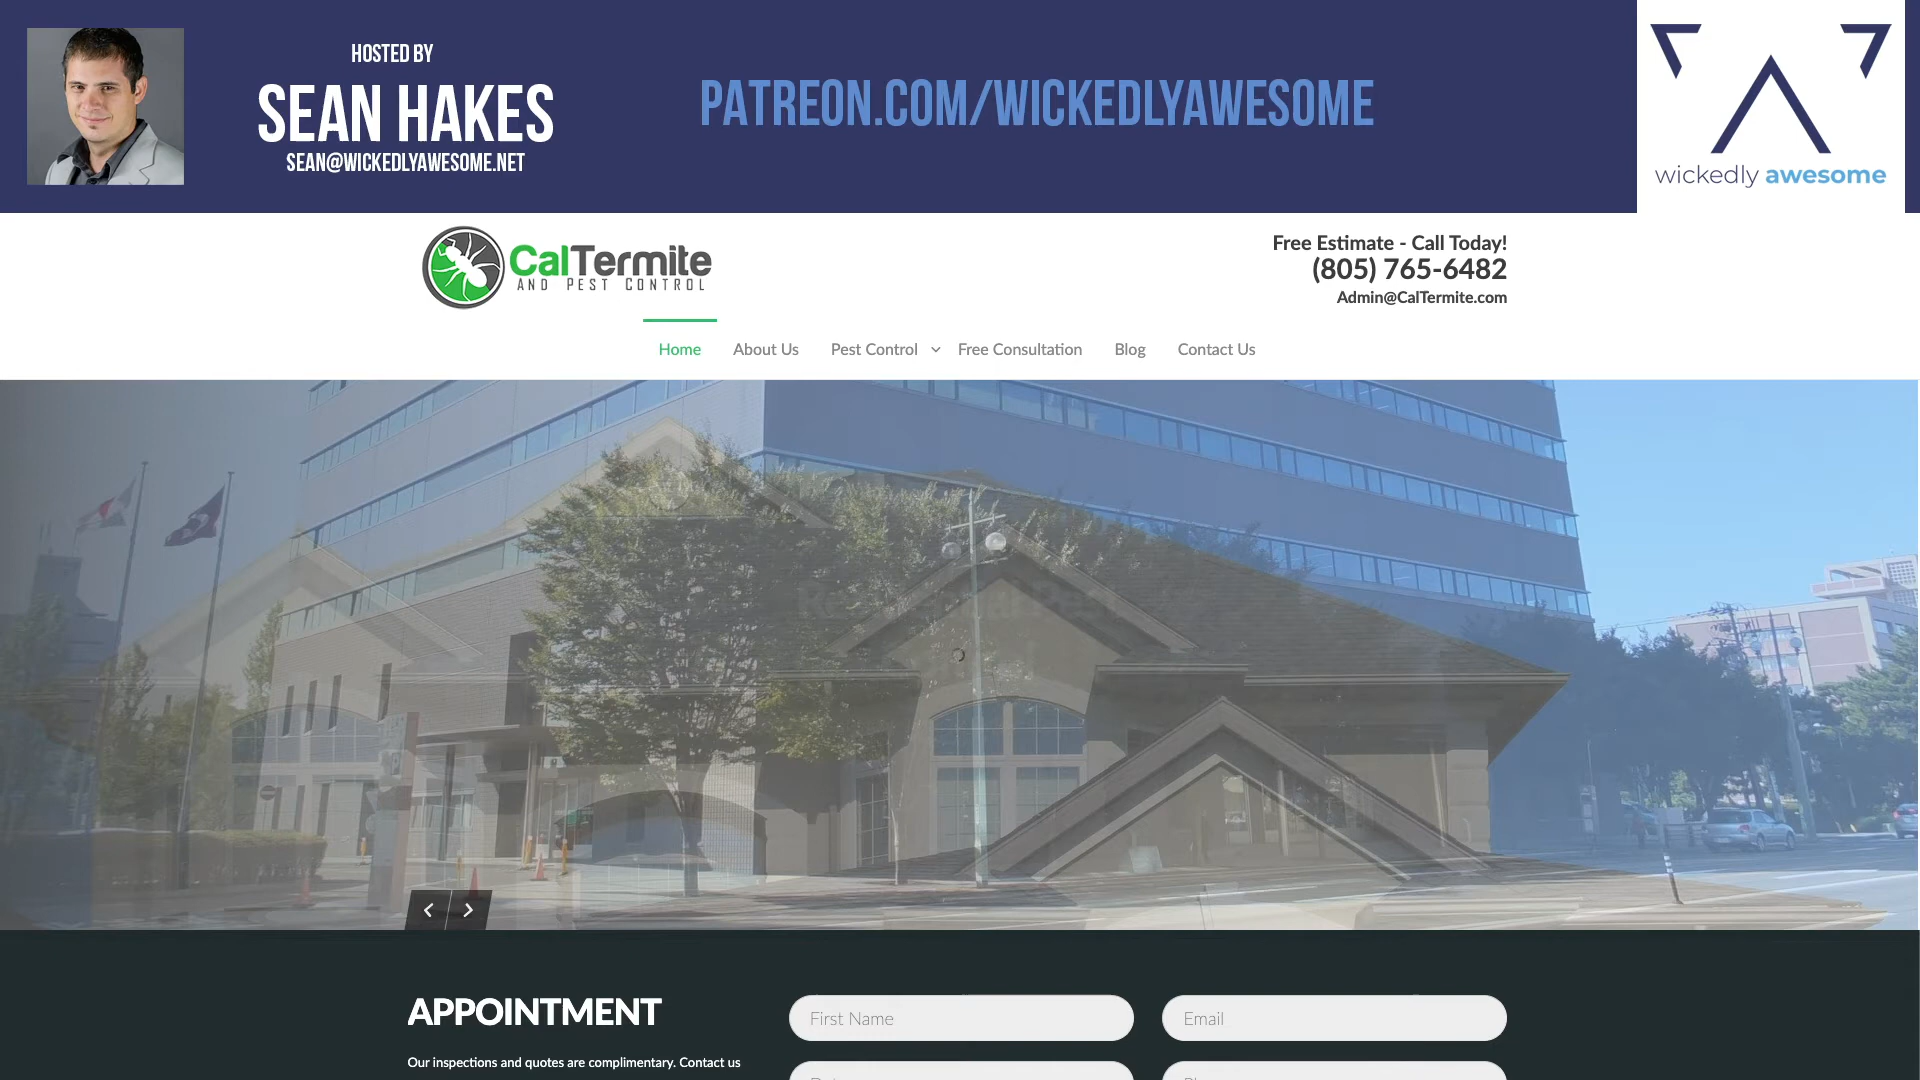 HOSTED BY
SEAN HAKES
SEAN@WICKEDLYAWESOME.NET
PATREON.COM/WICKEDLYAWESOME
wickedly awesome
CalTermite
AND PEST CONTROL
Free Estimate - Call Today!
(805) 765-6482
Admin@CalTermite.com
Home About Us Pest Control Free Consultation Blog Contact Us
APPOINTMENT
Our inspections and quotes are complimentary. Contact us
First Name
Email